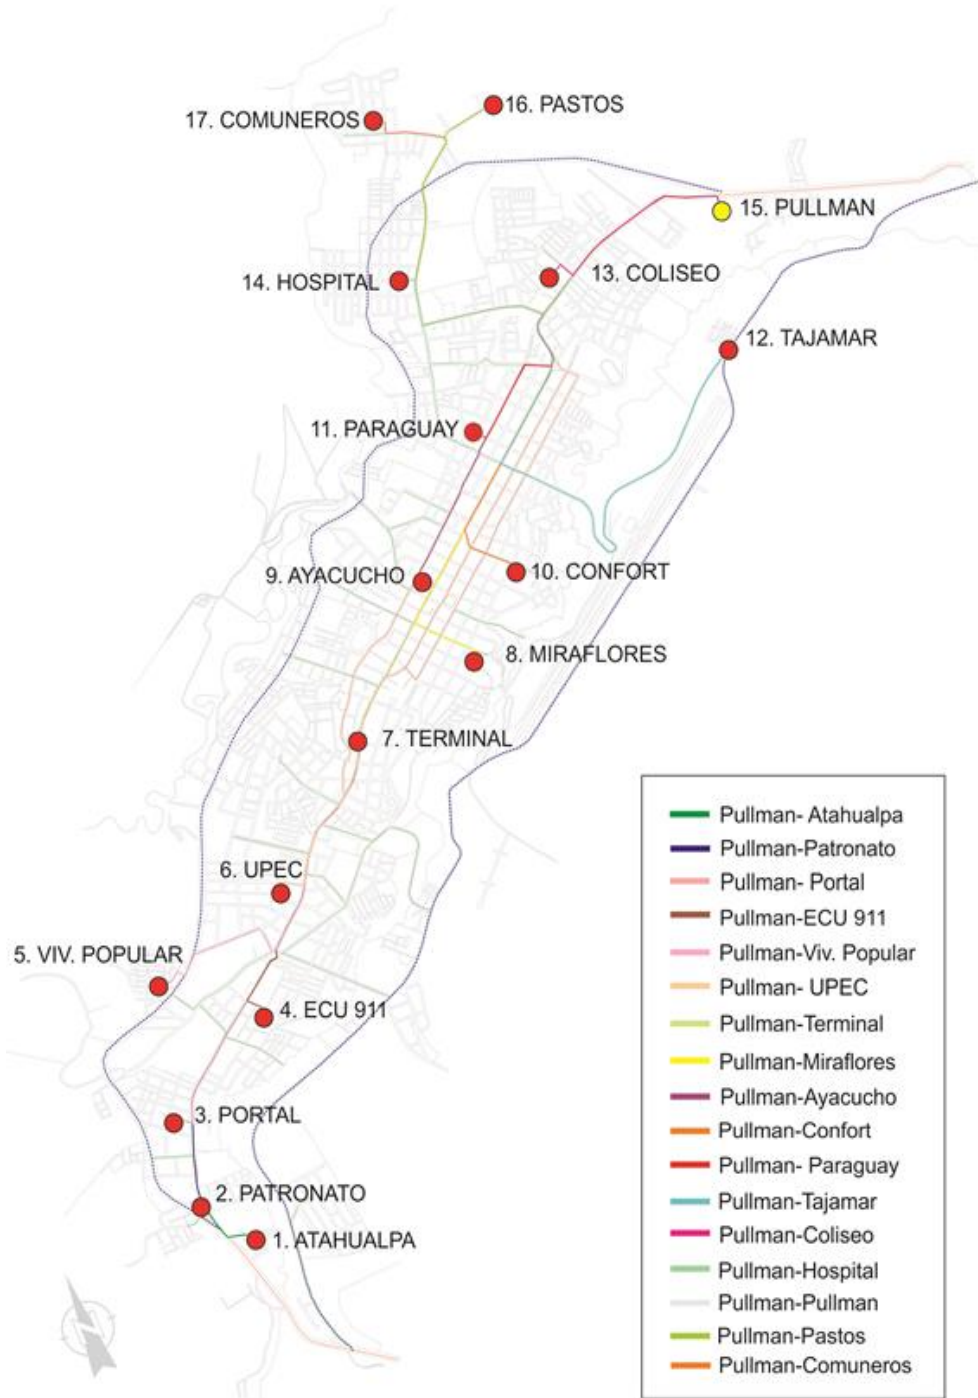 16. PASTOS
17. COMUNEROS
15. PULLMAN
14. HOSPITAL
13. COLISEO
12. TAJAMAR
11. PARAGUAY
9. AYACUCHO
10. CONFORT
8. MIRAFLORES
7. TERMINAL
6. UPEC
5. VIV. POPULAR
4. ECU 911
3. PORTAL
2. PATRONATO
1. ATAHUALPA
Pullman- Atahualpa
Pullman-Patronato
Pullman- Portal
Pullman-ECU 911
Pullman-Viv. Popular
Pullman- UPEC
Pullman-Terminal
Pullman-Miraflores
Pullman-Ayacucho
Pullman-Confort
Pullman- Paraguay
Pullman-Tajamar
Pullman-Coliseo
Pullman-Hospital
Pullman-Pullman
Pullman-Pastos
Pullman-Comuneros